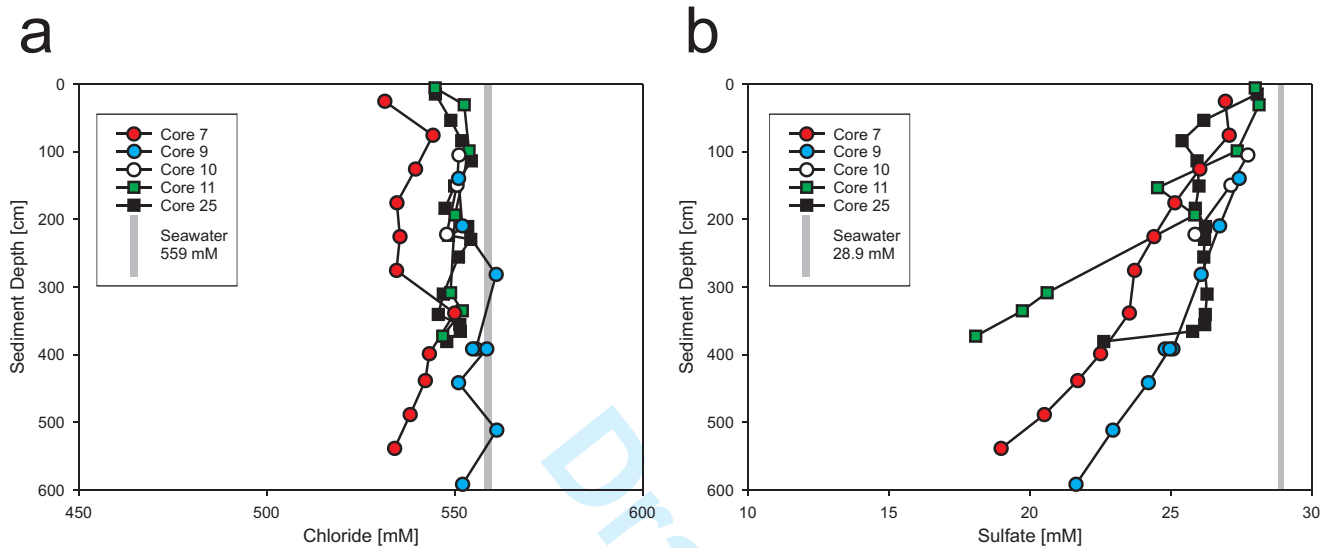 a
0
100
200
300
400
500
600
Sediment Depth [cm]
Core 7
Core 9
Core 10
Core 11
Core 25
Seawater
559 mM
450
500
550
600
Chloride [mM]
b
0
100
200
300
400
500
600
Sediment Depth [cm]
Core 7
Core 9
Core 10
Core 11
Core 25
Seawater
28.9 mM
10
20
25
30
Sulfate [mM]
Dr